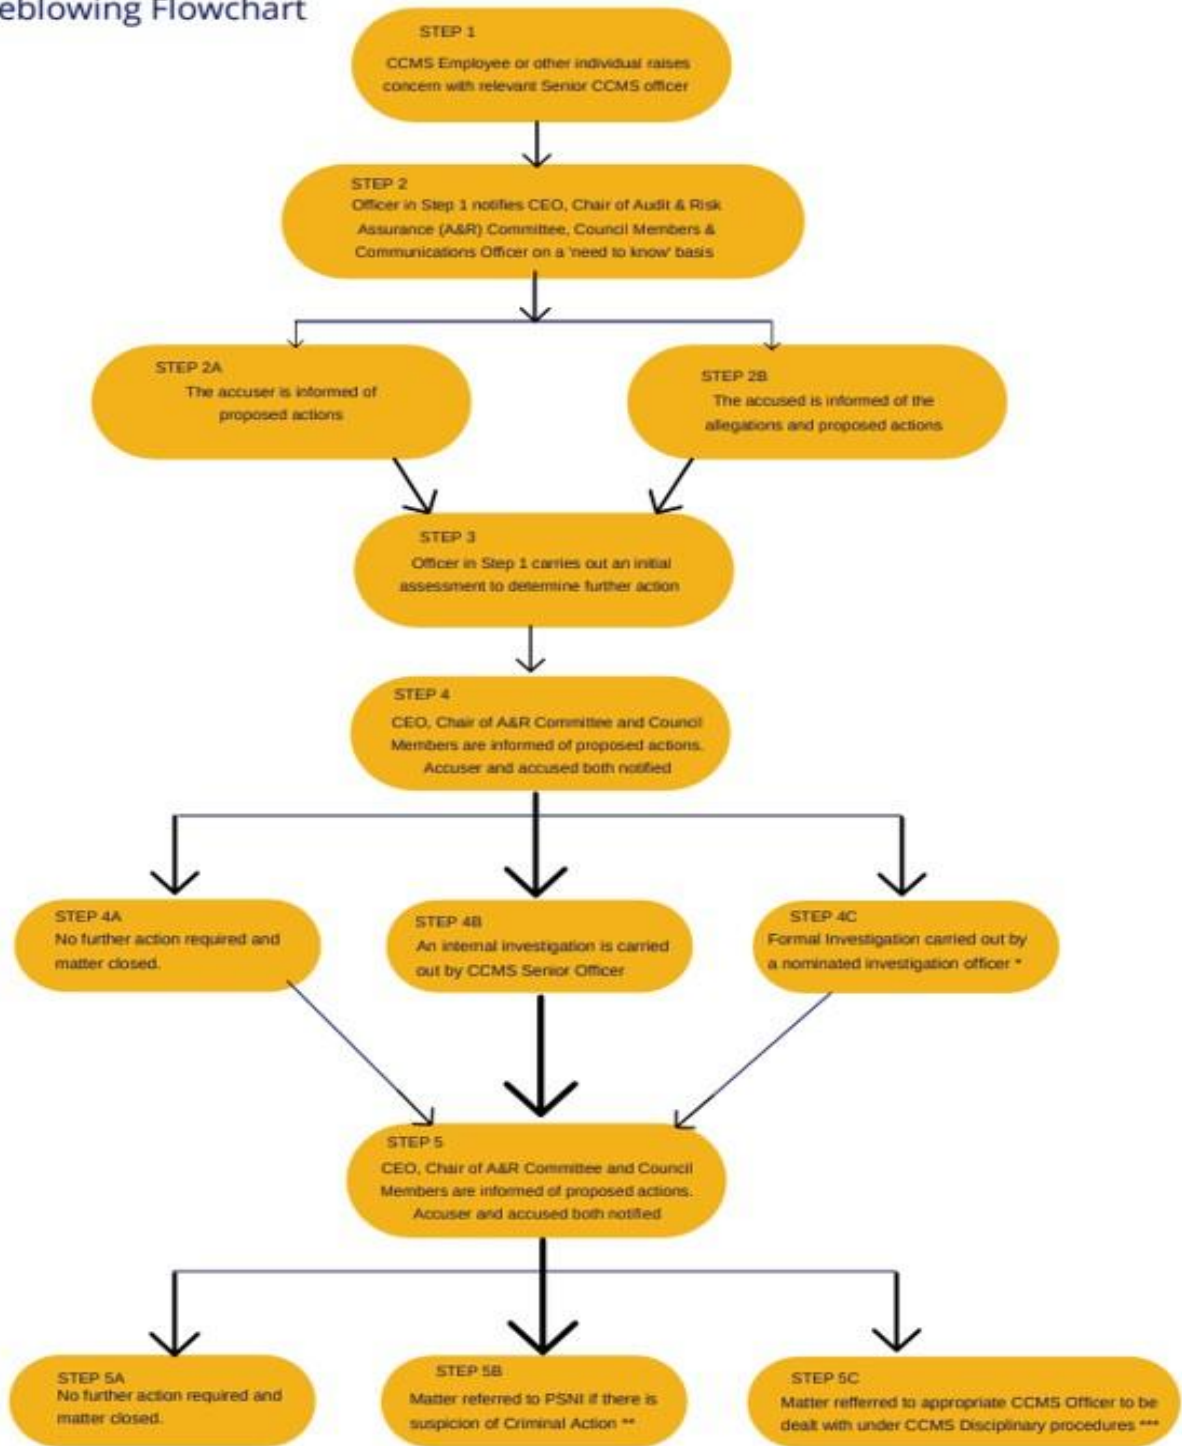 eblowing Flowchart
STEP 1
CCMS Employee or other individual raises
concern with relevant Senior CCMS officer
STEP 2
Officer in Step 1 notifies CEO, Chair of Audit & Risk
Assurance (A&R) Committee, Council Members &
Communications Officer on a 'need to know' basis
STEP 2A
The accuser is informed of
proposed actions
STEP 2B
The accused is informed of the
allegations and proposed actions
STEP 3
Officer in Step 1 carries out an initial
assessment to determine further action
STEP 4
CEO, Chair of A&R Committee and Council
Members are informed of proposed actions.
Accuser and accused both notified
STEP 4A
No further action required and
matter closed.
STEP 4B
An internal investigation is carried
out by CCMS Senior Officer
STEP 4C
Formal Investigation carried out by
a nominated investigation officer *
STEP 5
CEO, Chair of A&R Committee and Council
Members are informed of proposed actions.
Accuser and accused both notified
STEP 5A
No further action required and
matter closed.
STEP 5B
Matter referred to PSNI if there is
suspicion of Criminal Action **
STEP 5C
Matter refferred to appropriate CCMS Officer to be
dealt with under CCMS Disciplinary procedures ***